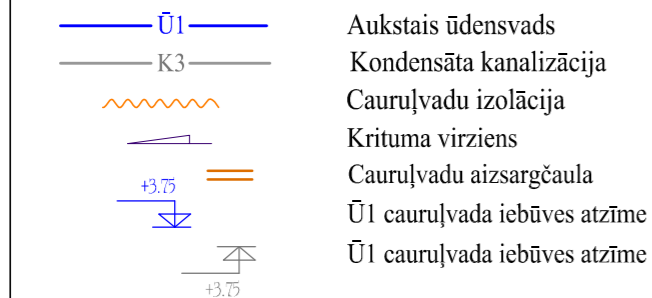 Ū1 Aukstais ūdensvads
K3 Kondensāta kanalizācija
Cauruļvadu izolācija
Krituma virziens
Cauruļvadu aizsargčaula
+3.75
Ū1 cauruļvada iebūves atzīme
Ū1 cauruļvada iebūves atzīme
+3.75